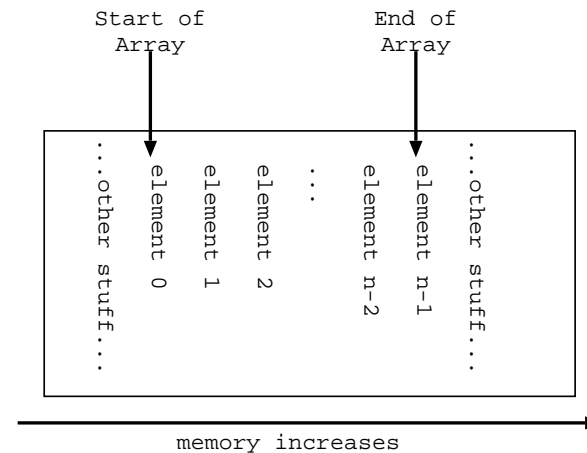 Start of
Array
End of
Array
...other stuff...
element 0
element 1
element 2
...
element n-2
element n-1
...other stuff...
memory increases